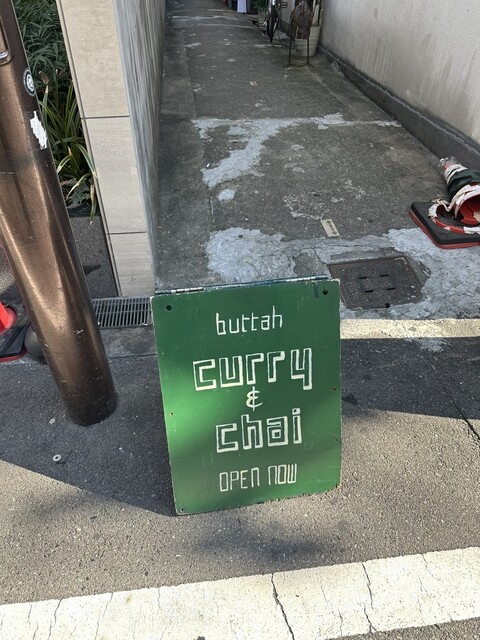 buttah
curry
&
chai
OPEN NOW